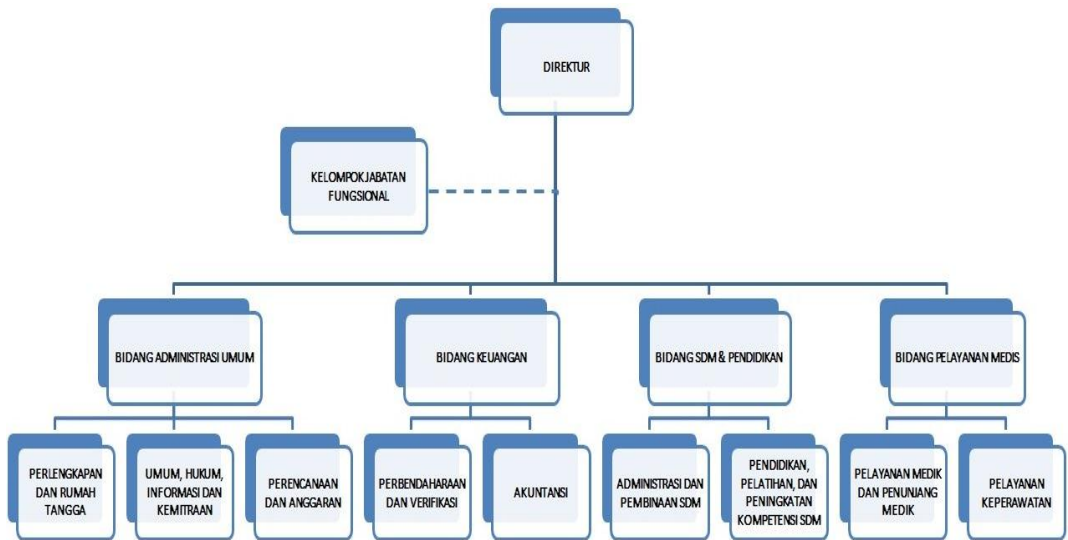 DIREKTUR
KELOMPOK JABATAN
FUNGSIONAL
BIDANG ADMINISTRASI UMUM
BIDANG KEUANGAN
BIDANG SDM & PENDIDIKAN
BIDANG PELAYANAN MEDIS
PERLENGKAPAN
DAN RUMAH
TANGGA
UMUM, HUKUM,
INFORMASI DAN
KEMITRAAN
PERENCANAAN
DAN ANGGARAN
PERBENDAHARAAN
DAN VERIFIKASI
AKUNTANSI
ADMINISTRASI DAN
PEMBINAAN SDM
PENDIDIKAN,
PELATIHAN, DAN
PENINGKATAN
KOMPETENSI SDM
PELAYANAN MEDIK
DAN PENUNJANG
MEDIK
PELAYANAN
KEPERAWATAN